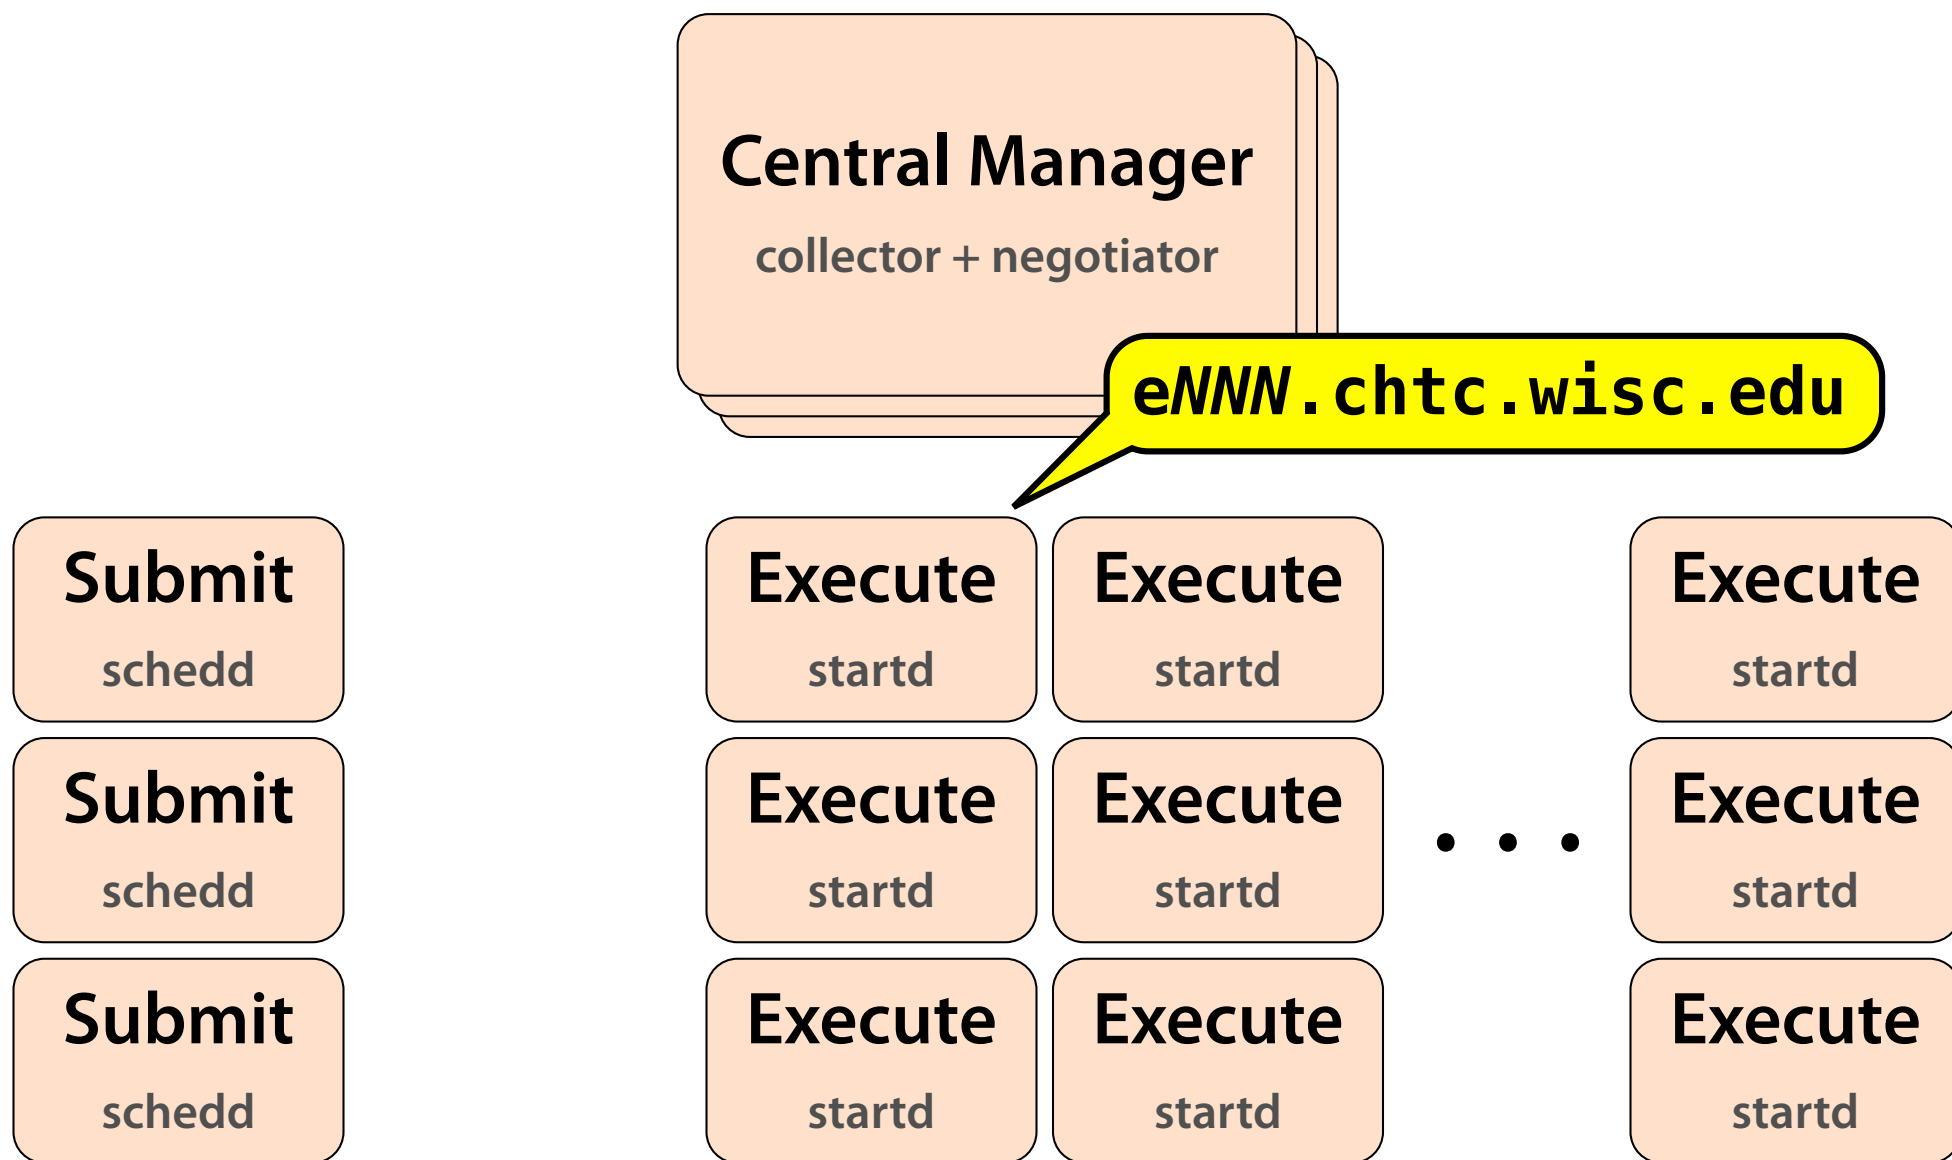 Central Manager
collector + negotiator
eNNN.chtc.wisc.edu
Submit
schedd
Execute
startd
Execute
startd
Execute
startd
Submit
schedd
Execute
startd
Execute
startd
. . .
Execute
startd
Submit
schedd
Execute
startd
Execute
startd
Execute
startd